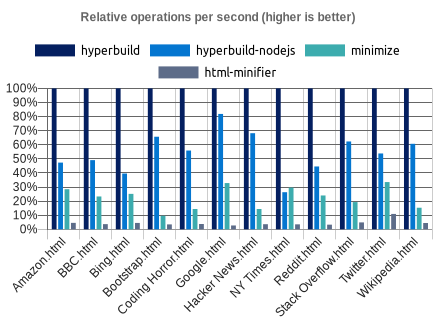 Relative operations per second (higher is better)
hyperbuild
hyperbuild-nodejs
minimize
html-minifier
100%
90%
80%
70%
60%
50%
40%
30%
20%
10%
0%
Amazon.html
BBC.html
Bing.html
Bootstrap.html
Coding Horror.html
Google.html
Hacker News.html
NY Times.html
Reddit.html
Stack Overflow.html
Twitter.html
Wikipedia.html